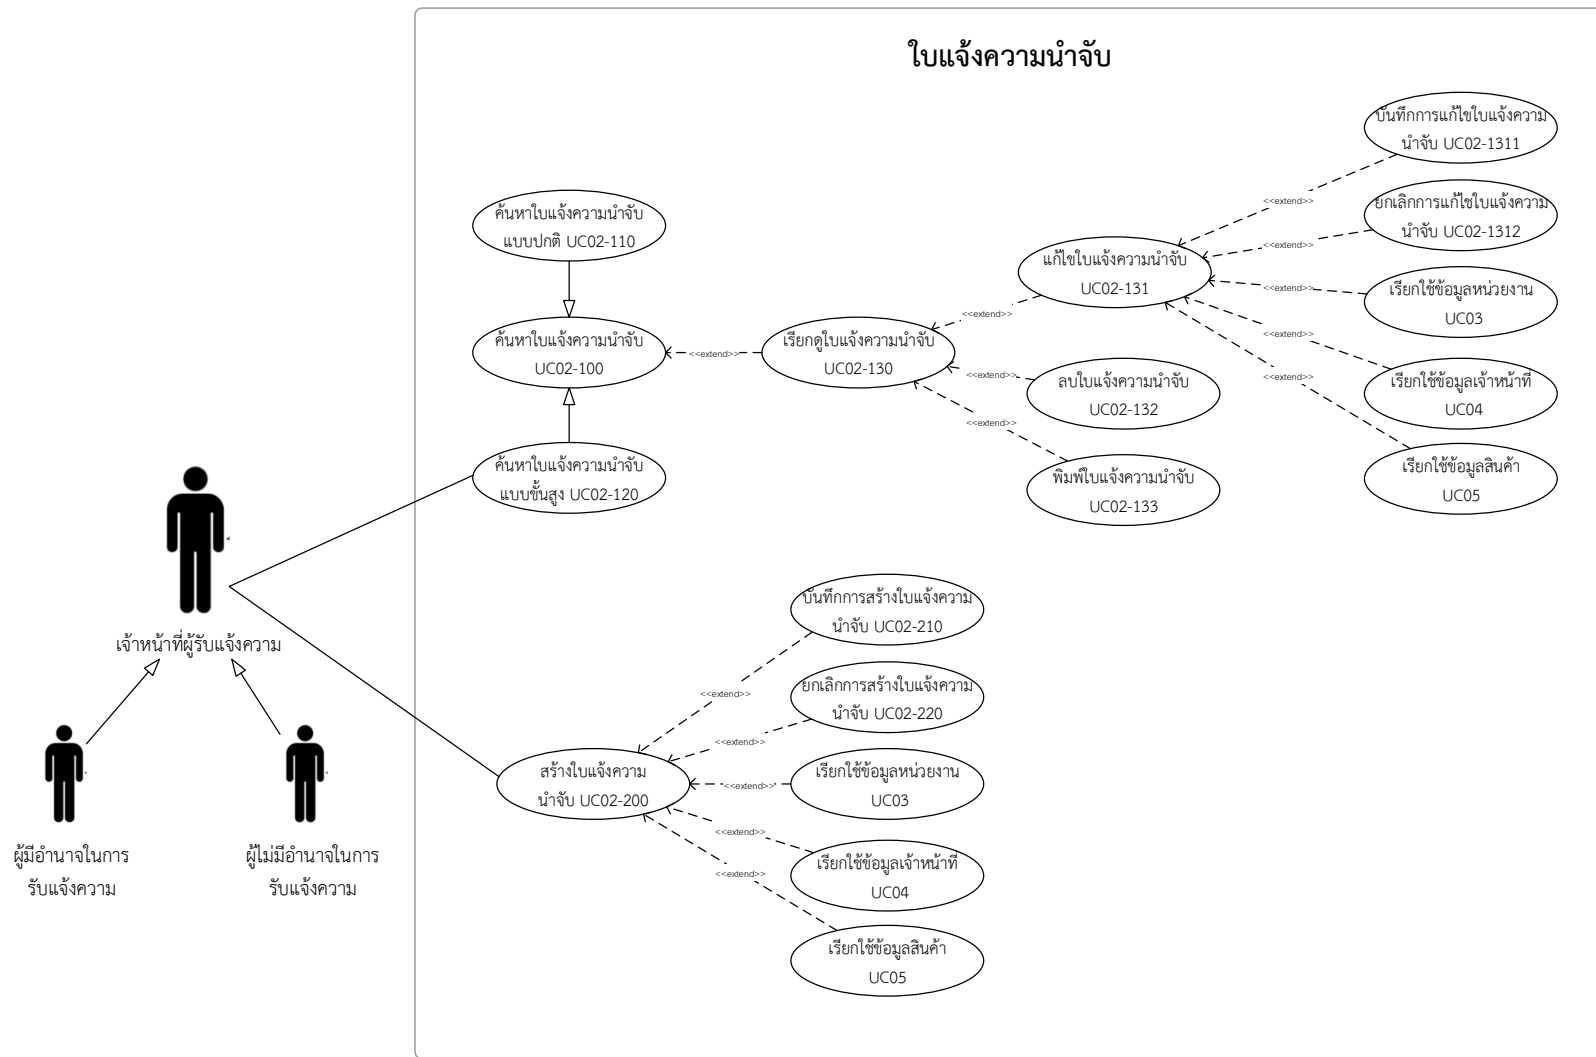 ใบแจ้งความนำจับ
บันทึกการแก้ไขใบแจ้งความ
นำจับ UC02-1311
<<extend>>
ยกเลิกการแก้ไขใบแจ้งความ
นำจับ UC02-1312
<<extend>>
ค้นหาใบแจ้งความนำจับ
แบบปกติ UC02-110
แก้ไขใบแจ้งความนำจับ
UC02-131
<<extend>>
เรียกใช้ข้อมูลหน่วยงาน
UC03
<<extend>>
ค้นหาใบแจ้งความนำจับ
UC02-100
<<extend>>
เรียกดูใบแจ้งความนำจับ
UC02-130
<<extend>>
ลบใบแจ้งความนำจับ
UC02-132
<<extend>>
เรียกใช้ข้อมูลเจ้าหน้าที่
UC04
<<extend>>
<<extend>>
ค้นหาใบแจ้งความนำจับ
แบบขั้นสูง UC02-120
พิมพ์ใบแจ้งความนำจับ
UC02-133
เรียกใช้ข้อมูลสินค้า
UC05
เจ้าหน้าที่ผู้รับแจ้งความ
บันทึกการสร้างใบแจ้งความ
นำจับ UC02-210
<<extend>>
ยกเลิกการสร้างใบแจ้งความ
นำจับ UC02-220
<<extend>>
สร้างใบแจ้งความ
นำจับ UC02-200
<<extend>>
เรียกใช้ข้อมูลหน่วยงาน
UC03
<<extend>>
เรียกใช้ข้อมูลเจ้าหน้าที่
UC04
<<extend>>
เรียกใช้ข้อมูลสินค้า
UC05
ผู้มีอำนาจในการ
รับแจ้งความ
ผู้ไม่มีอำนาจในการ
รับแจ้งความ